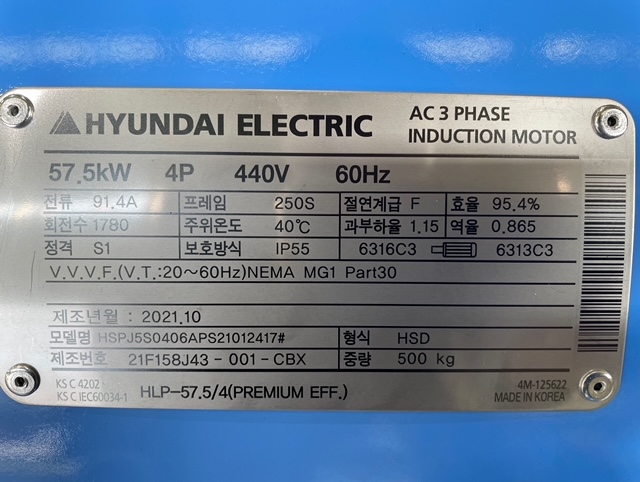 HYUNDAI ELECTRIC
AC 3 PHASE
INDUCTION MOTOR
57.5kW 4P 440V 60Hz
전류 91.4A 프레임 250S 절연계급 F 효율 95.4%
회전수 1780 주위온도 40℃ 과부하율 1.15 역율 0.865
정격 S1 보호방식 IP55 6316C3 6313C3
V.V.V.F.(V.T.:20~60Hz)NEMA MG1 Part30
제조년월 : 2021.10
모델명 HSPJ5S0406APS21012417# 형식 HSD
제조번호 21F158J43-001-CBX 중량 500 kg
KS C 4202
KS C IEC60034-1
HLP-57.5/4(PREMIUM EFF.)
4M-125622
MADE IN KOREA